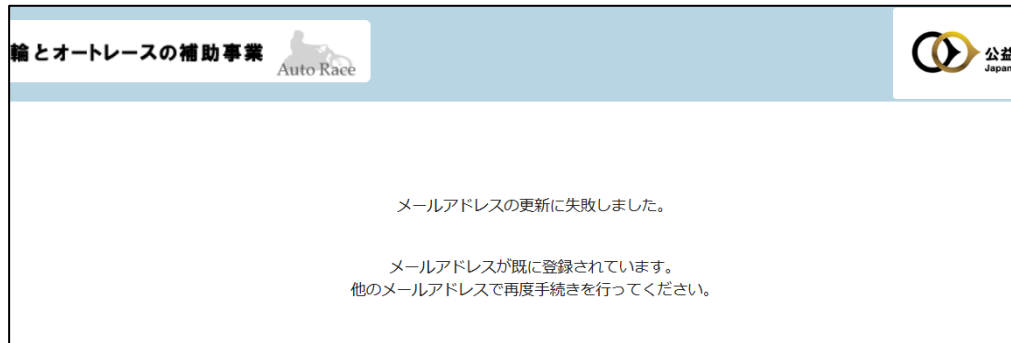 輪とオートレースの補助事業
Auto Race
公益
Japan
メールアドレスの更新に失敗しました。
メールアドレスが既に登録されています。
他のメールアドレスで再度手続きを行ってください。